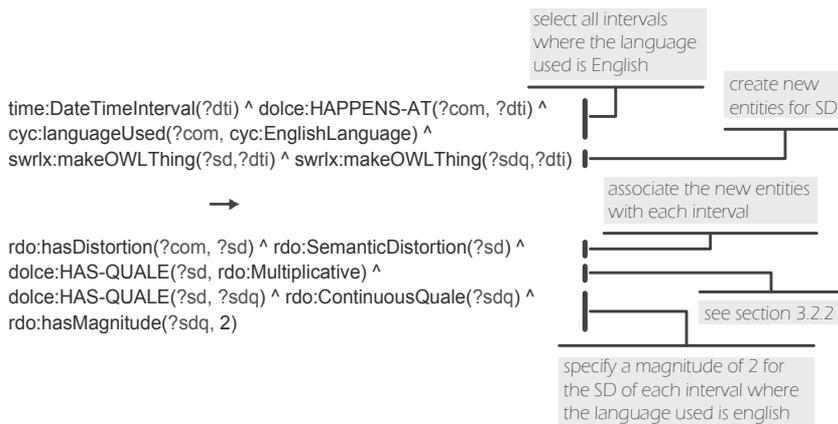 select all intervals
where the language
used is English
create new
entities for SD
time:DateTimeInterval(?dti) ^ dolce:HAPPENS-AT(?com, ?dti) ^
cyc:languageUsed(?com, cyc:EnglishLanguage) ^
swrlx:makeOWLThing(?sd,?dti) ^ swrlx:makeOWLThing(?sdq,?dti)
→
associate the new entities
with each interval
rdo:hasDistortion(?com, ?sd) ^ rdo:SemanticDistortion(?sd) ^
dolce:HAS-QUALE(?sd, rdo:Multiplicative) ^
dolce:HAS-QUALE(?sd, ?sdq) ^ rdo:ContinuousQuale(?sdq) ^
rdo:hasMagnitude(?sdq, 2)
see section 3.2.2
specify a magnitude of 2 for
the SD of each interval where
the language used is english